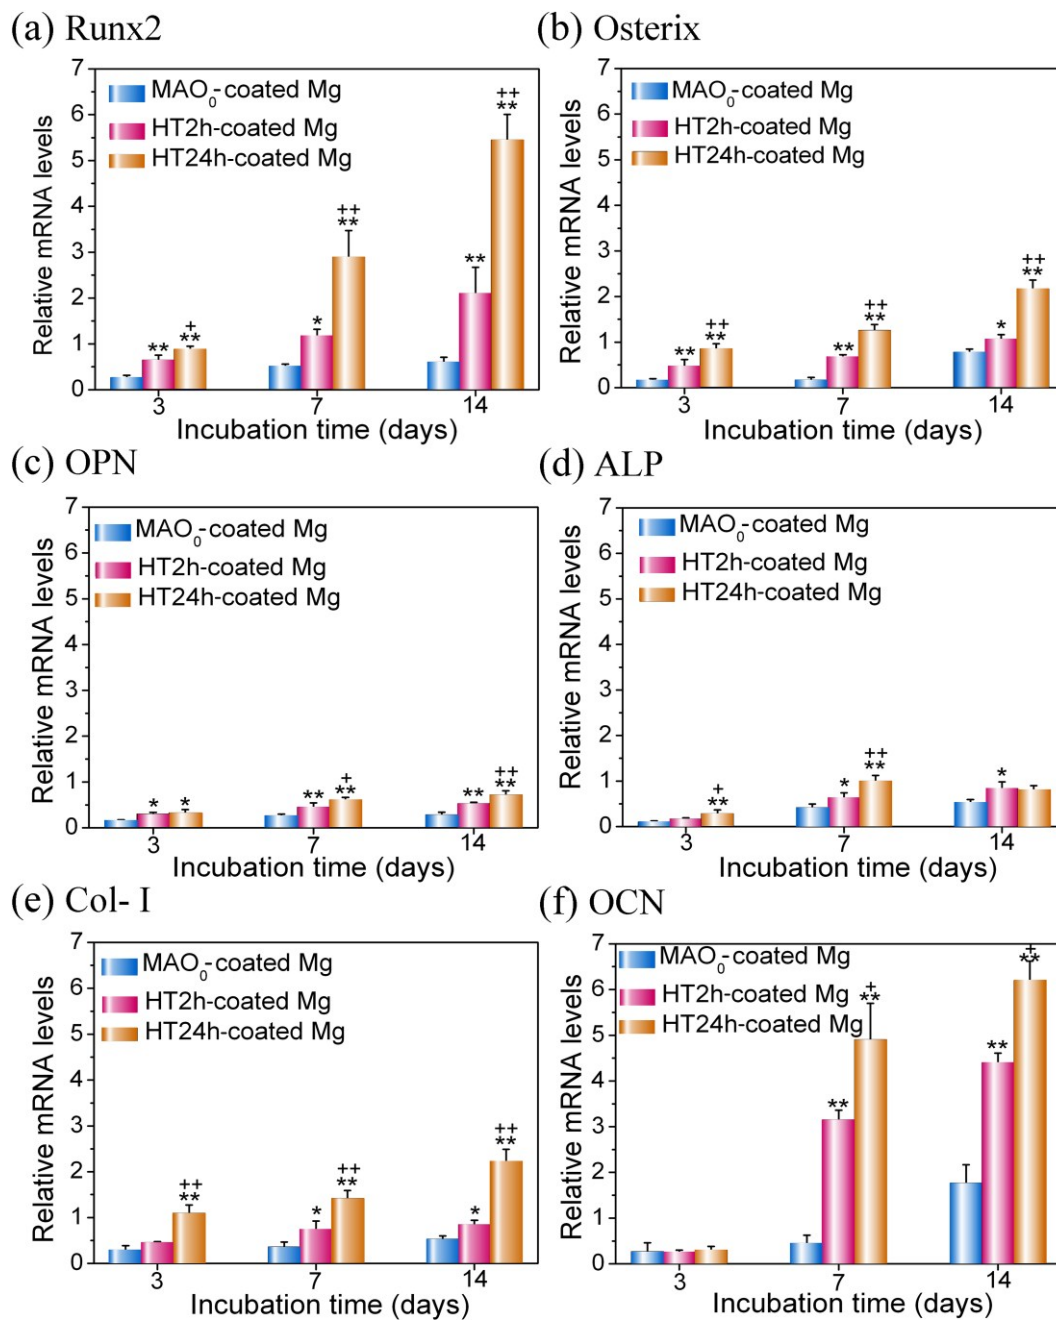 (a) Runx2
Relative mRNA levels
7
6
5
4
3
2
1
0
MAO₀-coated Mg
HT2h-coated Mg
HT24h-coated Mg
**
+
**
*
++
**
**
++
**
3 7 14
Incubation time (days)
(b) Osterix
Relative mRNA levels
7
6
5
4
3
2
1
0
MAO₀-coated Mg
HT2h-coated Mg
HT24h-coated Mg
**
++
**
**
++
**
*
++
**
3 7 14
Incubation time (days)
(c) OPN
Relative mRNA levels
7
6
5
4
3
2
1
0
MAO₀-coated Mg
HT2h-coated Mg
HT24h-coated Mg
*
*
**
+
**
**
++
**
3 7 14
Incubation time (days)
(d) ALP
Relative mRNA levels
7
6
5
4
3
2
1
0
MAO₀-coated Mg
HT2h-coated Mg
HT24h-coated Mg
+
**
*
++
**
*
3 7 14
Incubation time (days)
(e) Col- I
Relative mRNA levels
7
6
5
4
3
2
1
0
MAO₀-coated Mg
HT2h-coated Mg
HT24h-coated Mg
++
**
*
++
**
*
++
**
3 7 14
Incubation time (days)
(f) OCN
Relative mRNA levels
7
6
5
4
3
2
1
0
MAO₀-coated Mg
HT2h-coated Mg
HT24h-coated Mg
**
+
**
**
+
**
3 7 14
Incubation time (days)